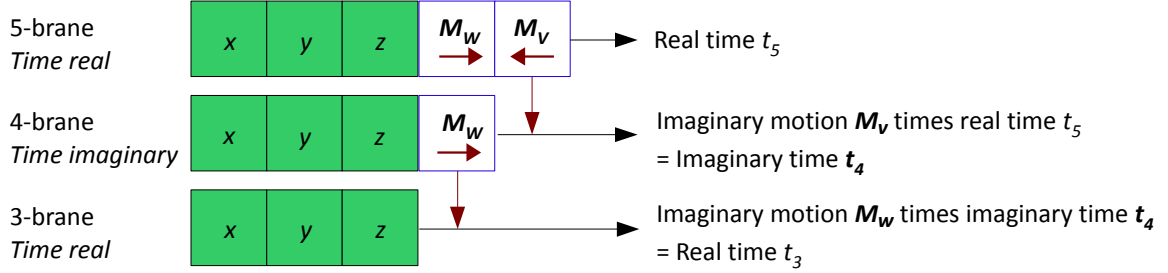 5-brane
Time real
x y z M_W M_V
Real time t_5
4-brane
Time imaginary
x y z M_W
Imaginary motion M_V times real time t_5
= Imaginary time t_4
3-brane
Time real
x y z
Imaginary motion M_W times imaginary time t_4
= Real time t_3